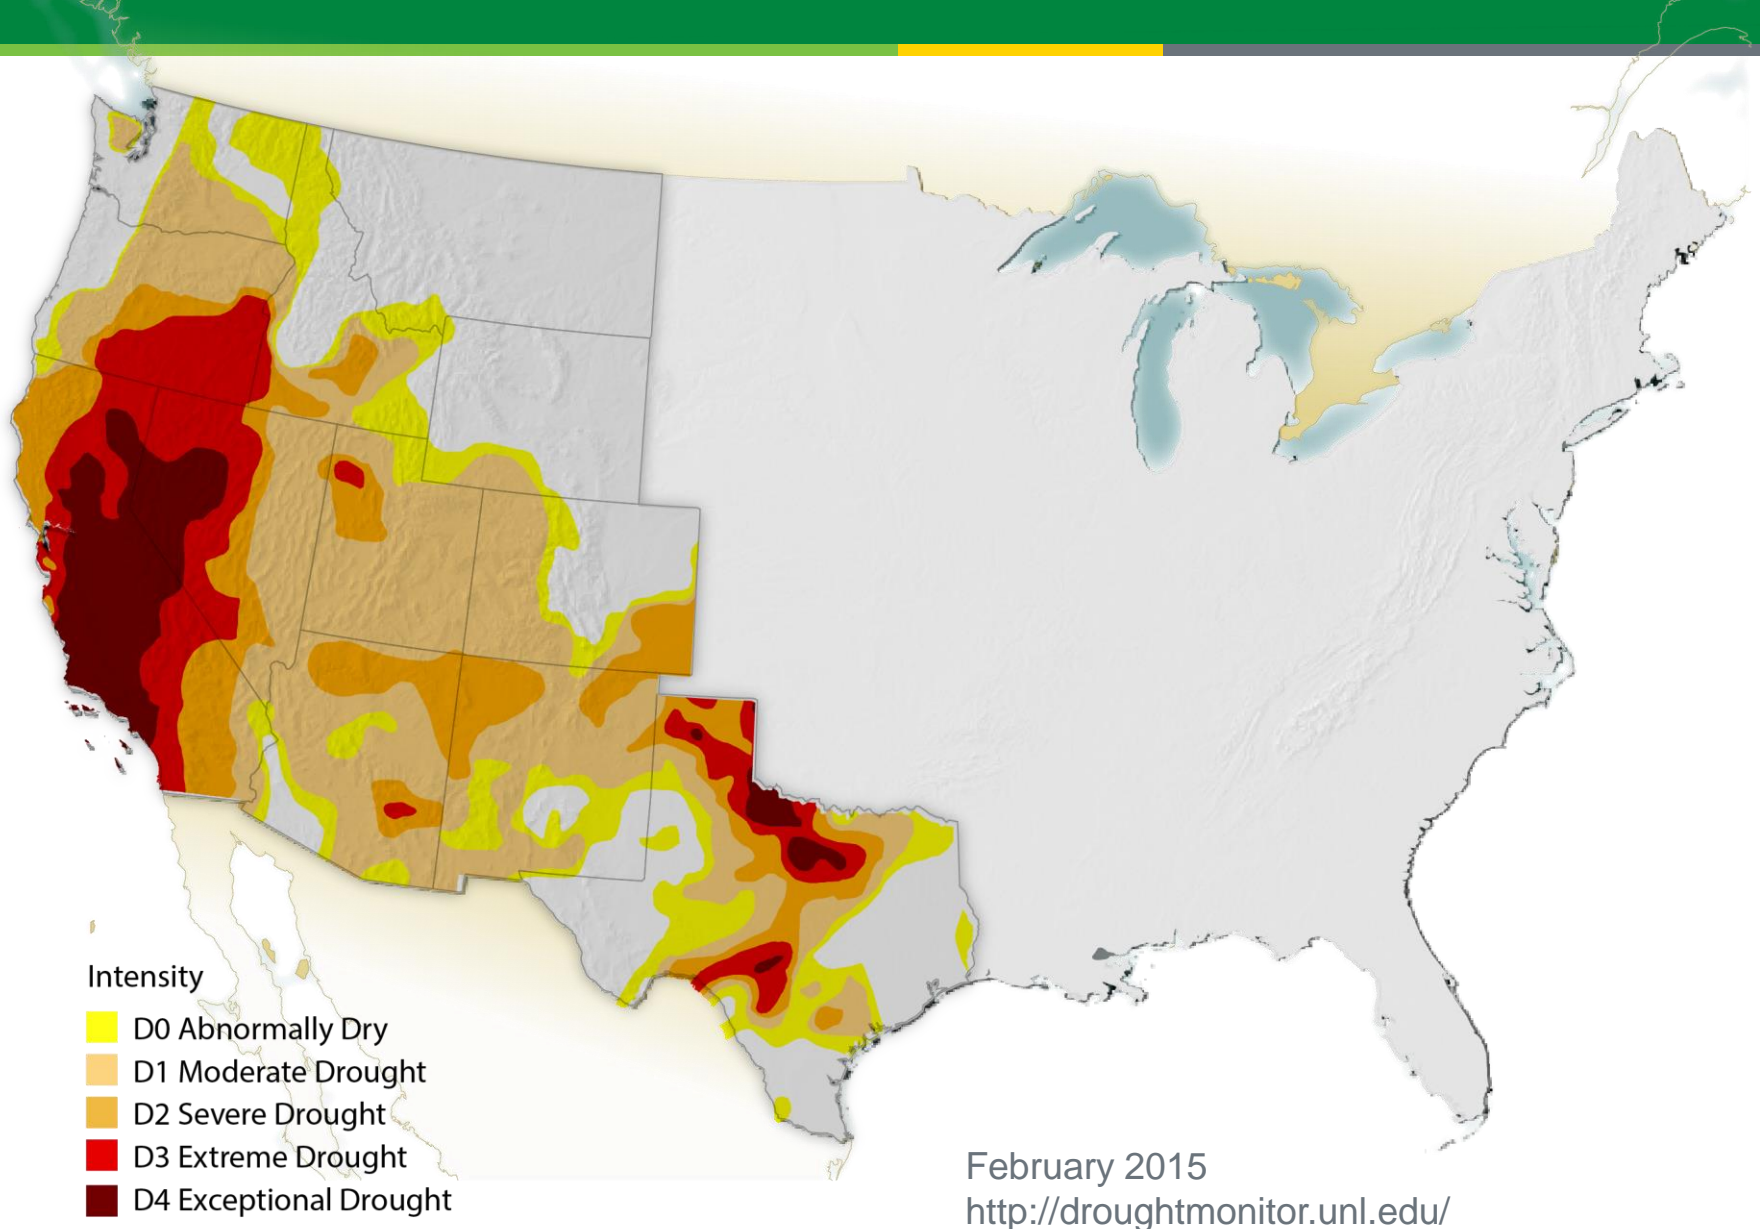 Intensity
D0 Abnormally Dry
D1 Moderate Drought
D2 Severe Drought
D3 Extreme Drought
D4 Exceptional Drought
February 2015
http://droughtmonitor.unl.edu/